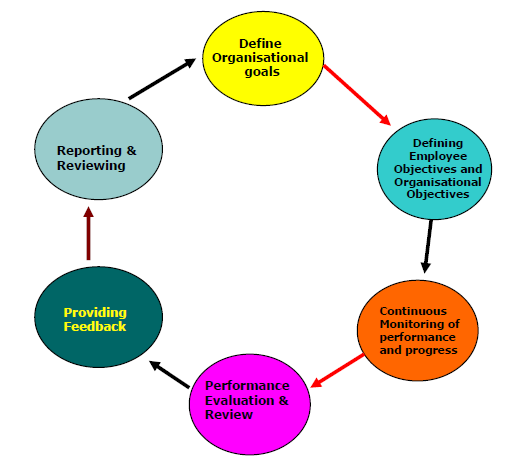 Define
Organisational
goals
Defining
Employee
Objectives and
Organisational
Objectives
Continuous
Monitoring of
performance
and progress
Performance
Evaluation &
Review
Providing
Feedback
Reporting &
Reviewing